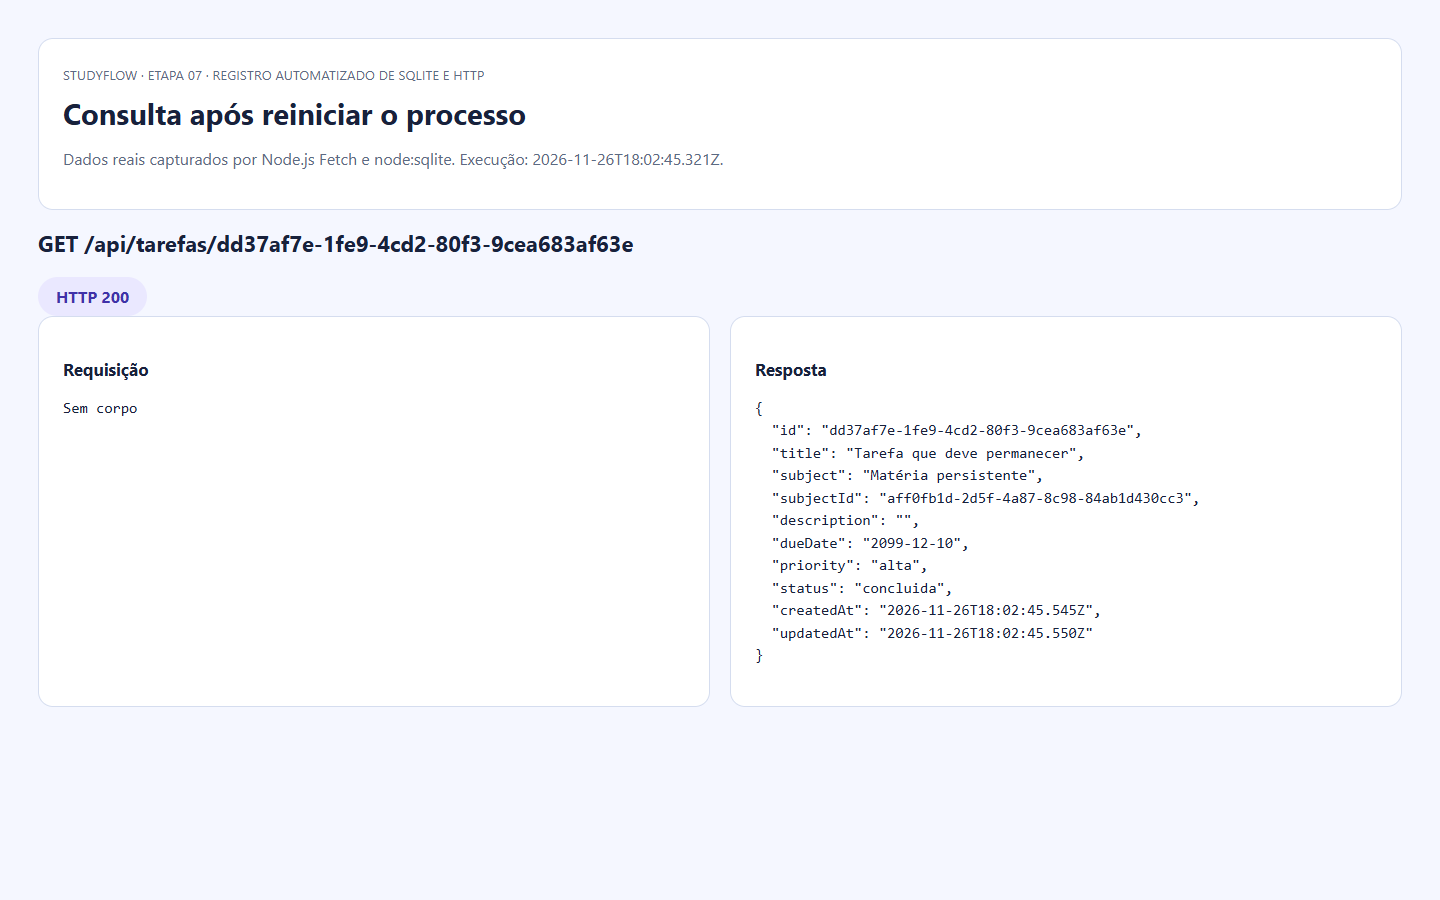 STUDYFLOW · ETAPA 07 · REGISTRO AUTOMATIZADO DE SQLITE E HTTP
Consulta após reiniciar o processo
Dados reais capturados por Node.js Fetch e node:sqlite. Execução: 2026-11-26T18:02:45.321Z.
GET /api/tarefas/dd37af7e-1fe9-4cd2-80f3-9cea683af63e
HTTP 200
Requisição
Sem corpo
Resposta
{
  "id": "dd37af7e-1fe9-4cd2-80f3-9cea683af63e",
  "title": "Tarefa que deve permanecer",
  "subject": "Matéria persistente",
  "subjectId": "aff0fb1d-2d5f-4a87-8c98-84ab1d430cc3",
  "description": "",
  "dueDate": "2099-12-10",
  "priority": "alta",
  "status": "concluida",
  "createdAt": "2026-11-26T18:02:45.545Z",
  "updatedAt": "2026-11-26T18:02:45.550Z"
}